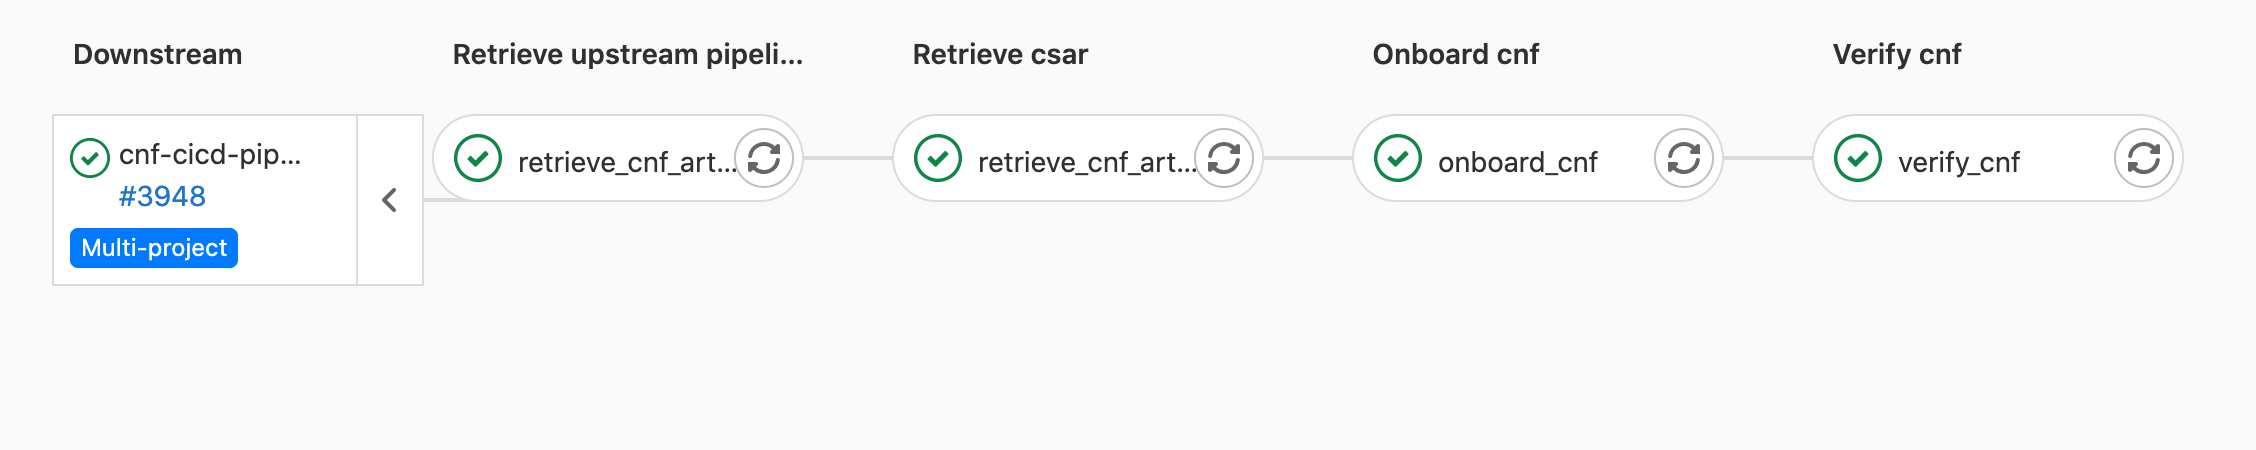 Downstream
Retrieve upstream pipeli...
Retrieve csar
Onboard cnf
Verify cnf
cnf-cicd-pip...
#3948
Multi-project
retrieve_cnf_art...
retrieve_cnf_art...
onboard_cnf
verify_cnf